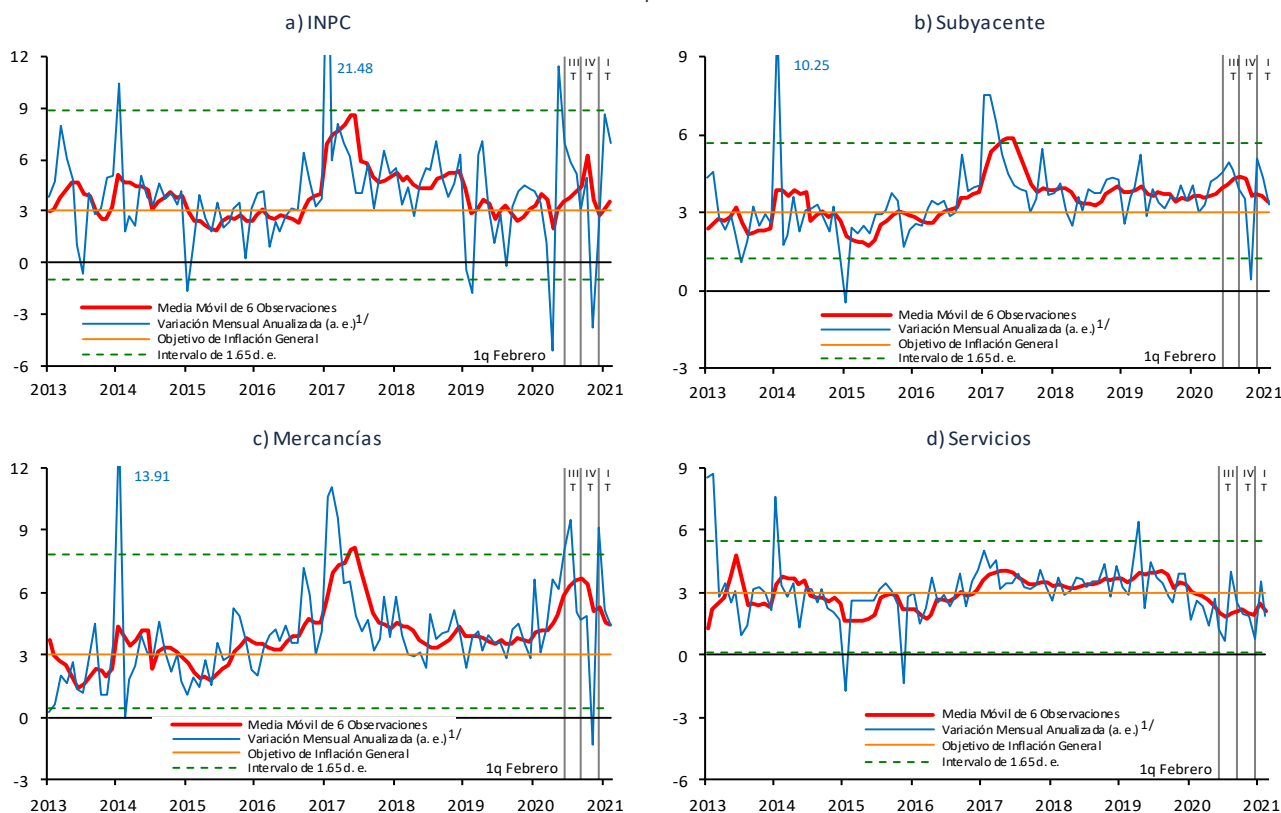 a) INPC
12
9
6
3
0
-3
-6
21.48
III
T
IV
T
I
T
Media Móvil de 6 Observaciones
Variación Mensual Anualizada (a. e.)1/
Objetivo de Inflación General
Intervalo de 1.65 d. e.
1q Febrero
2013 2014 2015 2016 2017 2018 2019 2020 2021
b) Subyacente
9
6
3
0
-3
10.25
III
T
IV
T
I
T
Media Móvil de 6 Observaciones
Variación Mensual Anualizada (a. e.)1/
Objetivo de Inflación General
Intervalo de 1.65 d. e.
1q Febrero
2013 2014 2015 2016 2017 2018 2019 2020 2021
c) Mercancías
12
9
6
3
0
-3
13.91
III
T
IV
T
I
T
Media Móvil de 6 Observaciones
Variación Mensual Anualizada (a. e.)1/
Objetivo de Inflación General
Intervalo de 1.65 d. e.
1q Febrero
2013 2014 2015 2016 2017 2018 2019 2020 2021
d) Servicios
9
6
3
0
-3
-6
III
T
IV
T
I
T
Media Móvil de 6 Observaciones
Variación Mensual Anualizada (a. e.)1/
Objetivo de Inflación General
Intervalo de 1.65 d. e.
1q Febrero
2013 2014 2015 2016 2017 2018 2019 2020 2021